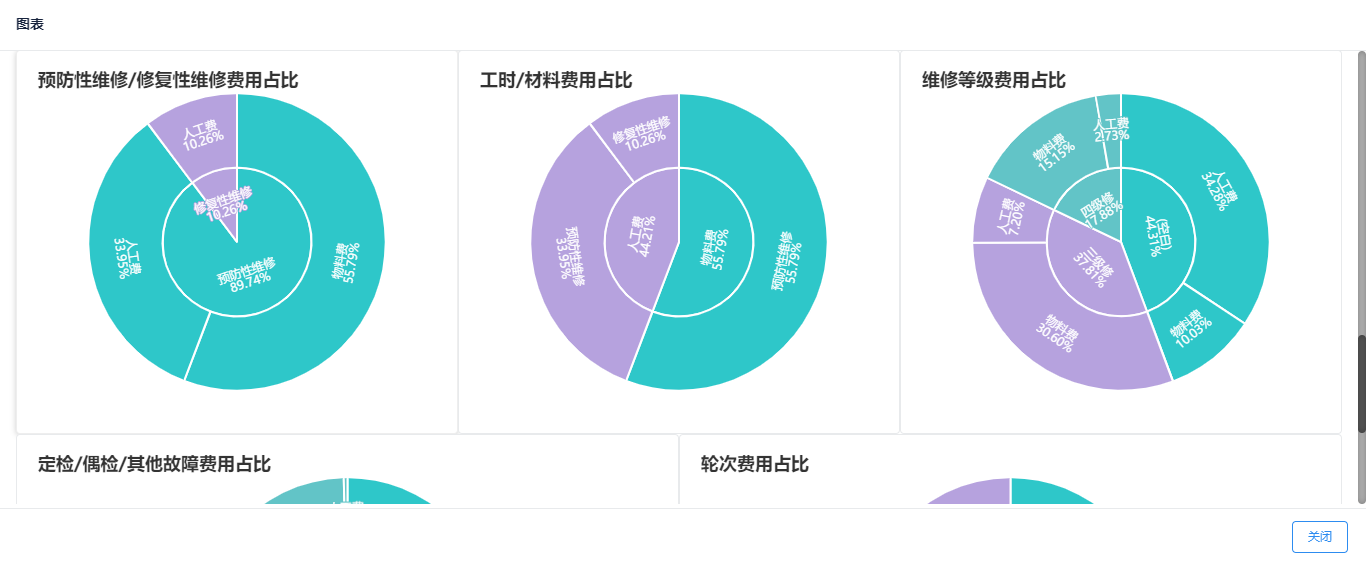 图表
预防性维修/修复性维修费用占比
人工费
10.26%
修复性维修
10.26%
人工费
33.95%
预防性维修
89.74%
物料费
55.79%
工时/材料费用占比
修复性维修
10.26%
人工费
44.21%
物料费
55.79%
预防性维修
33.95%
预防性维修
55.79%
维修等级费用占比
人工费
2.73%
物料费
15.15%
人工费
34.28%
四级修
17.88%
人工费
7.20%
(空白)
44.31%
三级修
37.81%
物料费
30.60%
物料费
10.03%
定检/偶检/其他故障费用占比
轮次费用占比
关闭